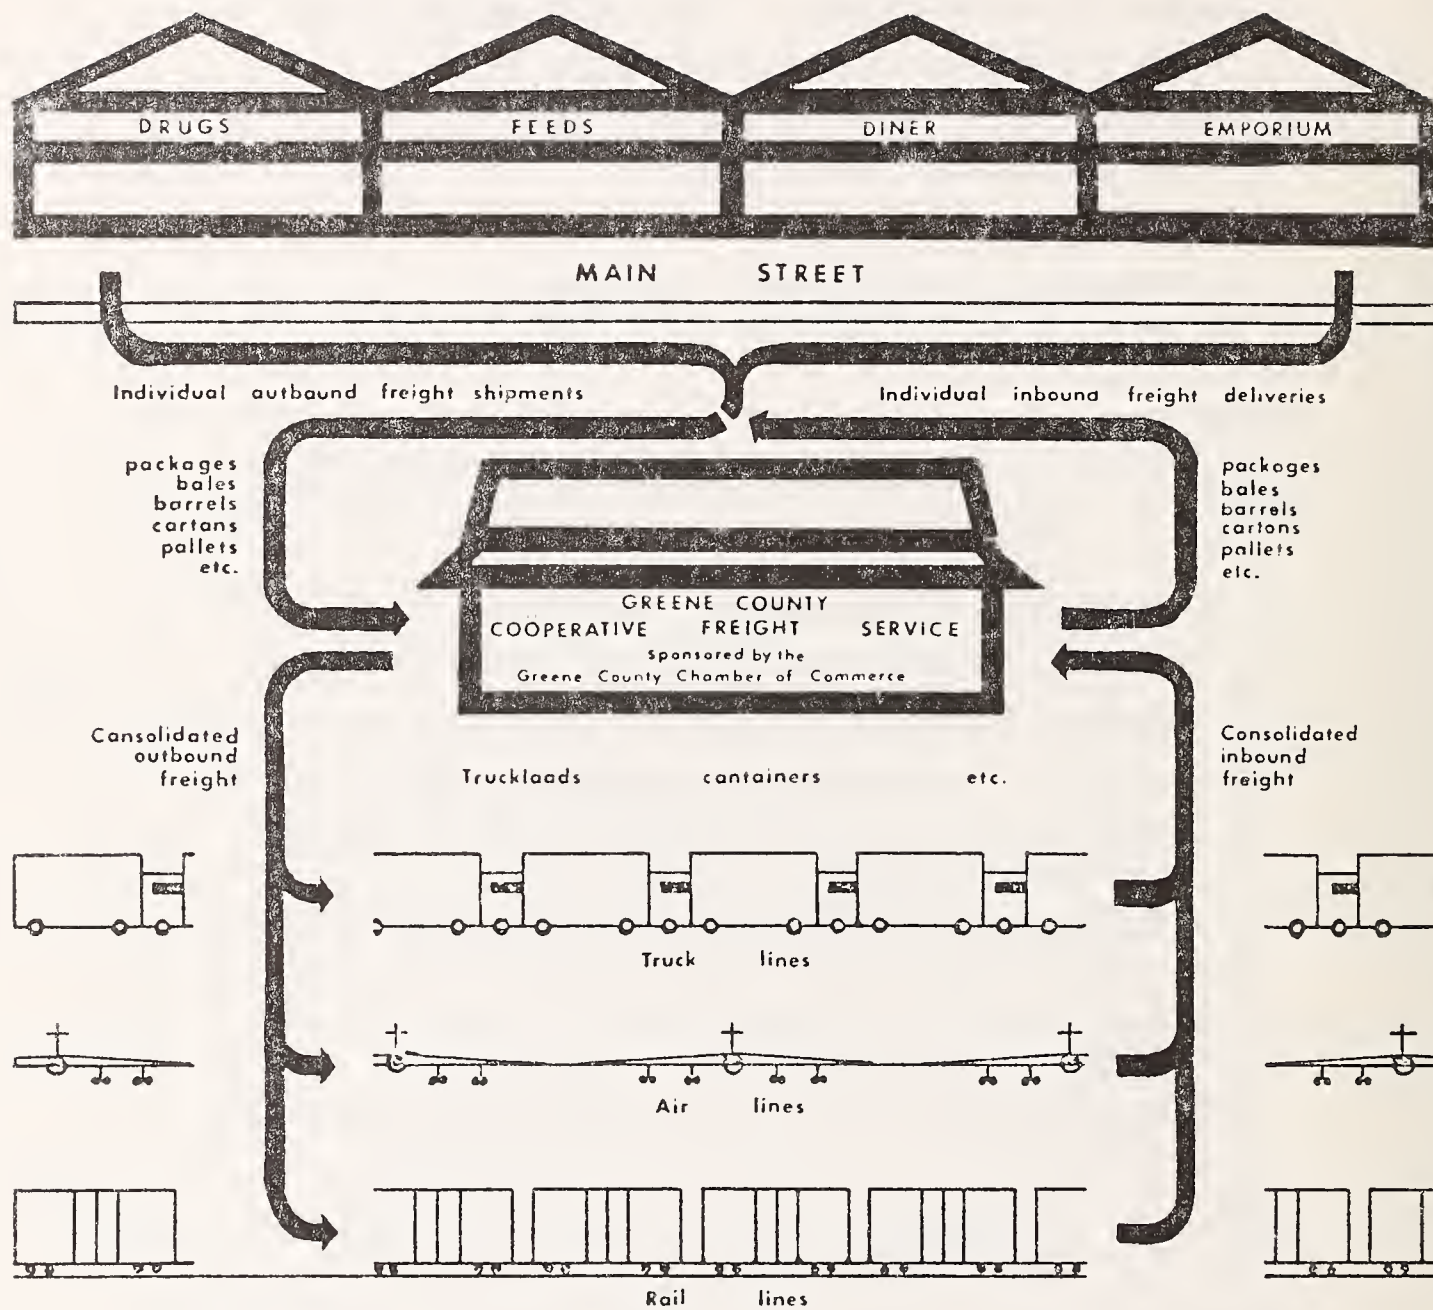 DRUGS
FEEDS
DINER
EMPORIUM
MAIN STREET
Individual outbound freight shipments
Individual inbound freight deliveries
packages
bales
barrels
cartons
pallets
etc.
packages
bales
barrels
cartons
pallets
etc.
GREENE COUNTY
COÖPERATIVE FREIGHT SERVICE
Sponsored by the
Greene County Chamber of Commerce
Consolidated
outbound
freight
Consolidated
inbound
freight
Truckloads containers etc.
Truck lines
Air lines
Rail lines